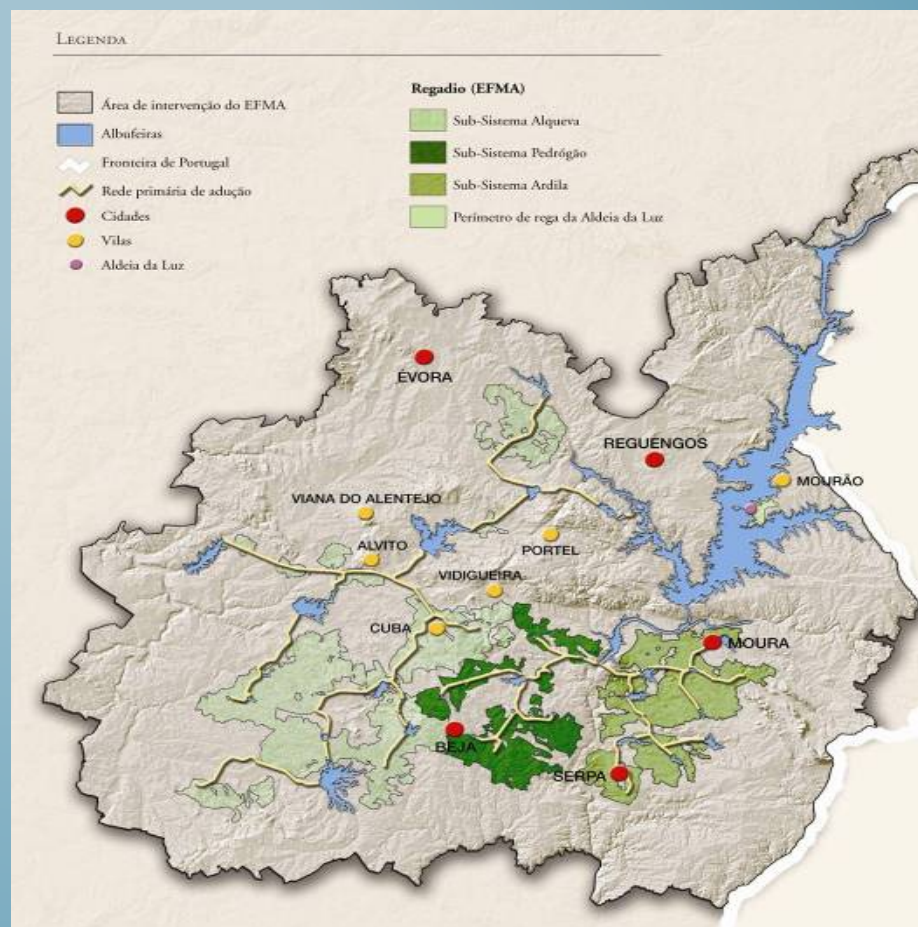 LEGENDA
Área de intervenção do EFMA
Albufeiras
Fronteira de Portugal
Rede primária de adução
Cidades
Vilas
Aldeia da Luz
Regadio (EFMA)
Sub-Sistema Alqueva
Sub-Sistema Pedrógão
Sub-Sistema Ardila
Perímetro de rega da Aldeia da Luz
ÉVORA
REGUENGOS
MOURÃO
VIANA DO ALENTEJO
ALVITO
PORTEL
VIDIGUEIRA
CUBA
MOURA
BEJA
SERPA